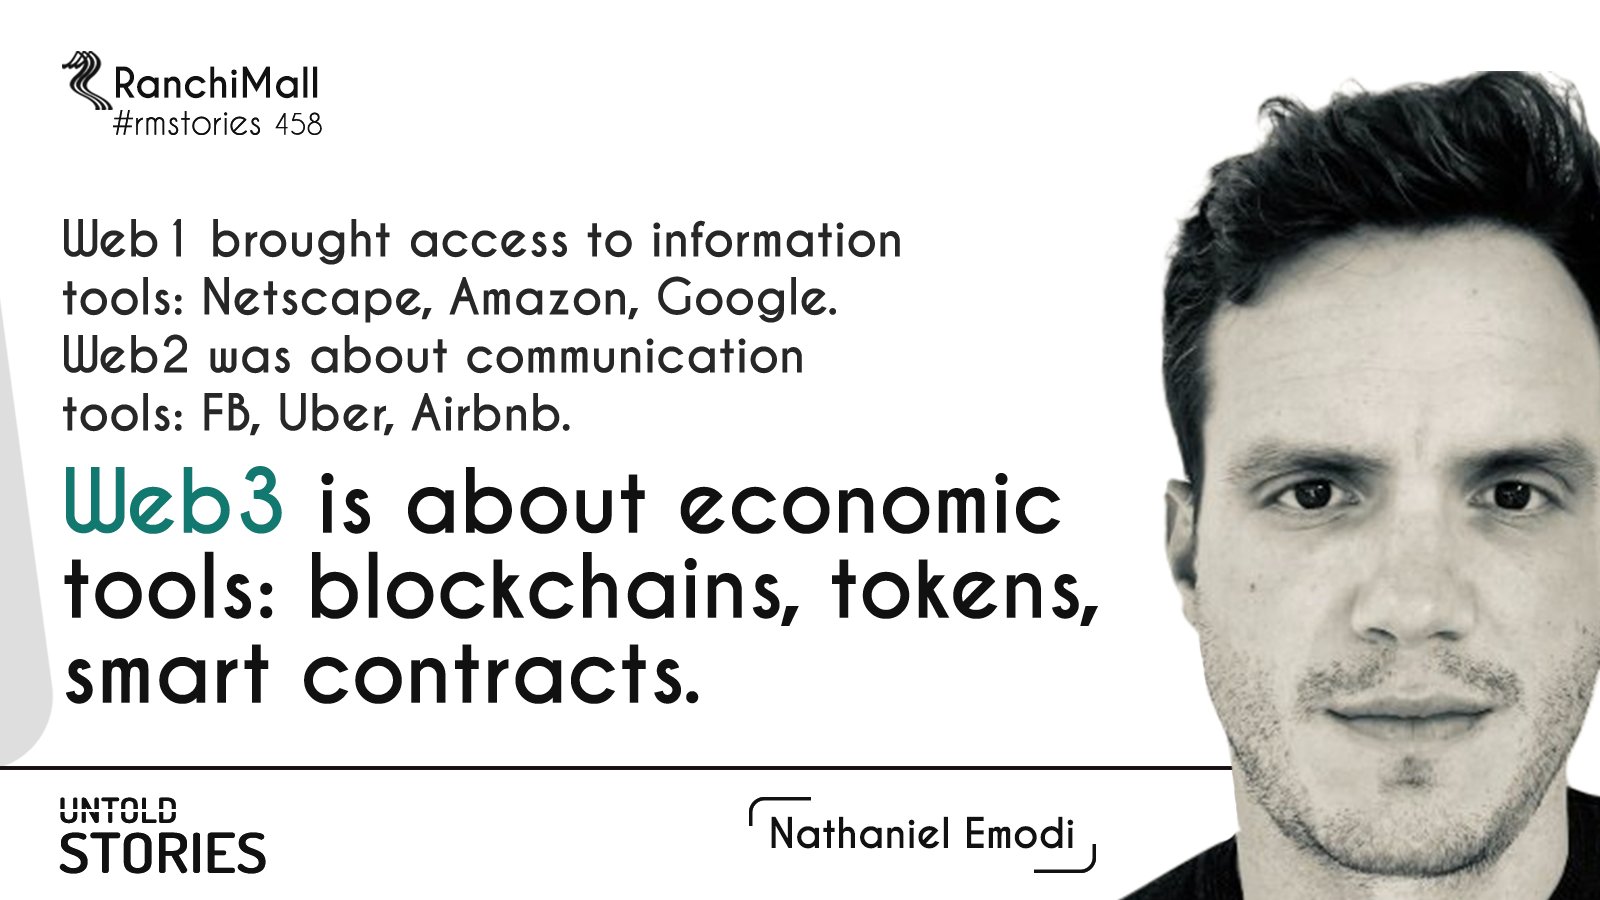 RanchiMall
#rmstories 458
Web1 brought access to information
tools: Netscape, Amazon, Google.
Web2 was about communication
tools: FB, Uber, Airbnb.
Web3 is about economic
tools: blockchains, tokens,
smart contracts.
UNTOLD
STORIES
Nathaniel Emodi